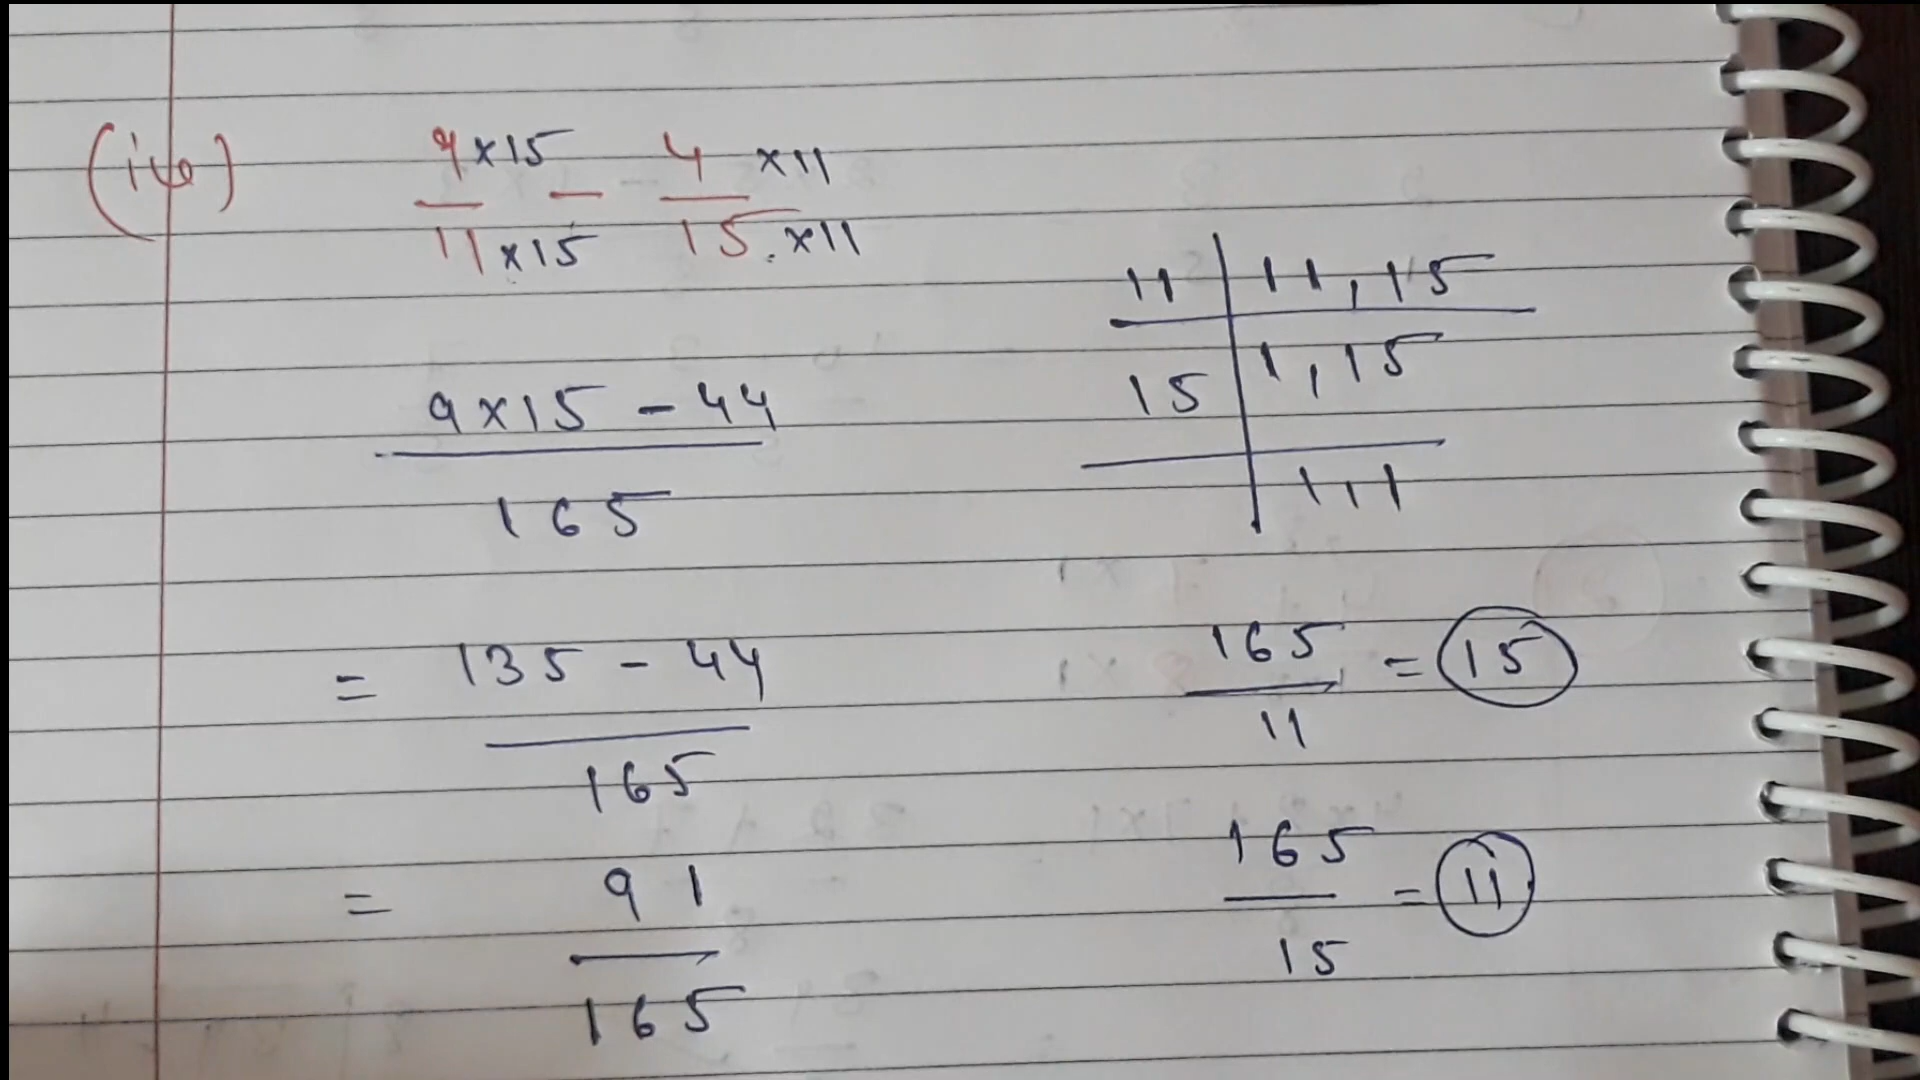 (iv) 9×15 − 4 ×11
11×15 15 ×11
9×15 − 44
165
= 135 − 44
165
= 91
165
11 | 11, 15
15 | 1, 15
1, 1
165
11 = 15
165
15 = 11